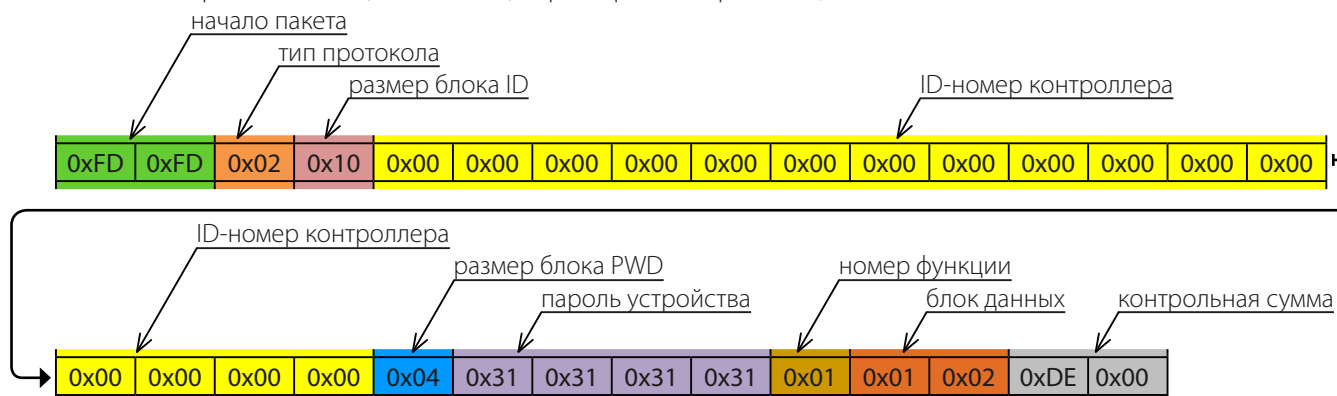 начало пакета
тип протокола
размер блока ID
ID-номер контроллера
0xFD 0xFD 0x02 0x10 0x00 0x00 0x00 0x00 0x00 0x00 0x00 0x00 0x00 0x00 0x00 0x00
ID-номер контроллера
размер блока PWD
номер функции
пароль устройства
блок данных
контрольная сумма
0x00 0x00 0x00 0x00 0x04 0x31 0x31 0x31 0x31 0x01 0x01 0x02 0xDE 0x00